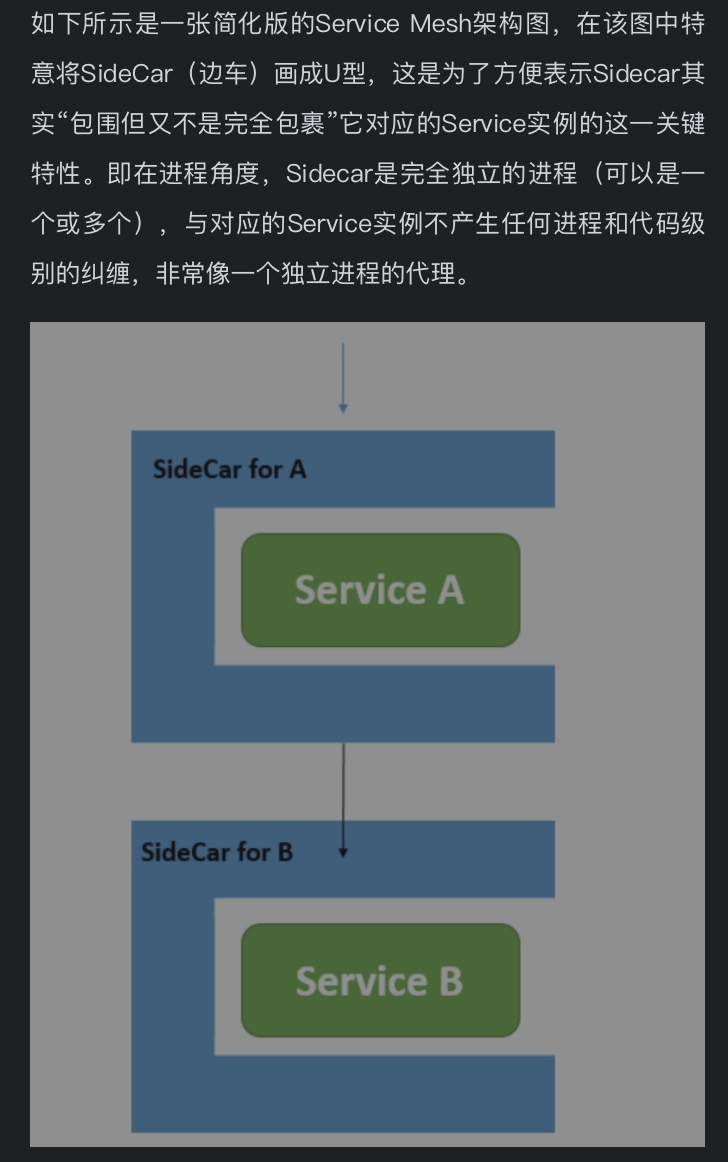 如下所示是一张简化版的Service Mesh架构图，在该图中特
意将SideCar（边车）画成U型，这是为了方便表示Sidecar其
实“包围但又不是完全包裹”它对应的Service实例的这一关键
特性。即在进程角度，Sidecar是完全独立的进程（可以是一
个或多个），与对应的Service实例不产生任何进程和代码级
别的纠缠，非常像一个独立进程的代理。
SideCar for A
Service A
SideCar for B
Service B